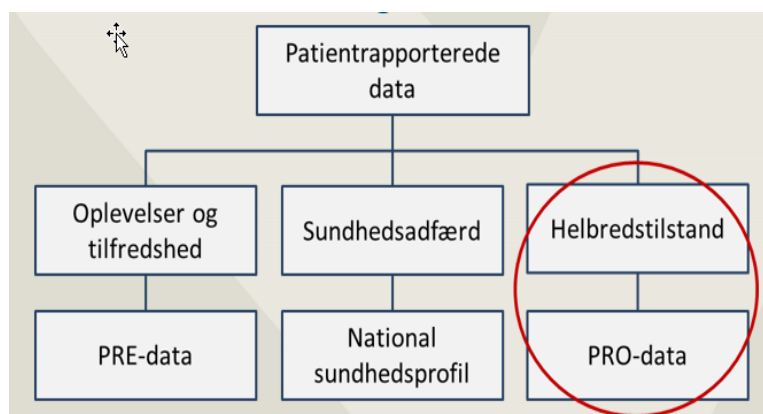 Patientrapporterede
data
Oplevelser og
tilfredshed
Sundhedsadfærd
Helbredstilstand
PRE-data
National
sundhedsprofil
PRO-data